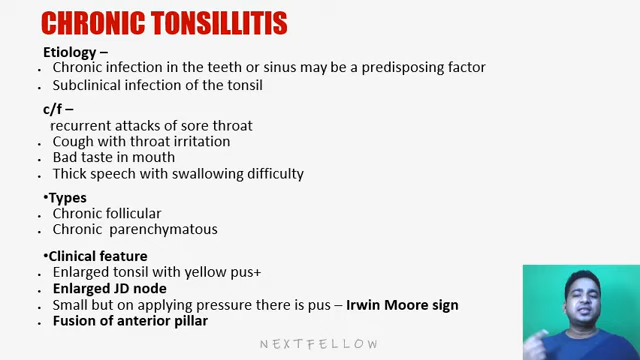 CHRONIC TONSILLITIS
Etiology –
• Chronic infection in the teeth or sinus may be a predisposing factor
• Subclinical infection of the tonsil
c/f –
recurrent attacks of sore throat
• Cough with throat irritation
• Bad taste in mouth
• Thick speech with swallowing difficulty
•Types
• Chronic follicular
• Chronic parenchymatous
•Clinical feature
• Enlarged tonsil with yellow pus+
• Enlarged JD node
• Small but on applying pressure there is pus – Irwin Moore sign
• Fusion of anterior pillar
NEXTFELLOW